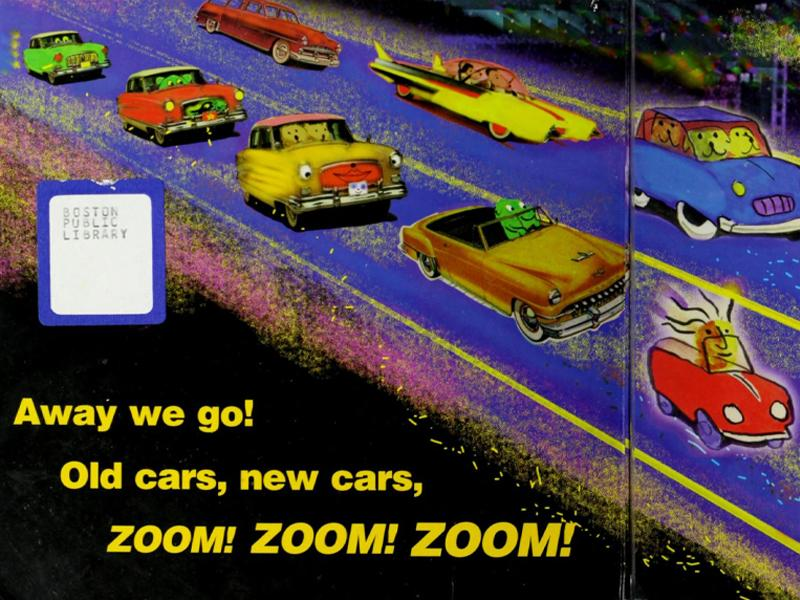 BOSTON
PUBLIC
LIBRARY
Away we go!
Old cars, new cars,
ZOOM! ZOOM! ZOOM!